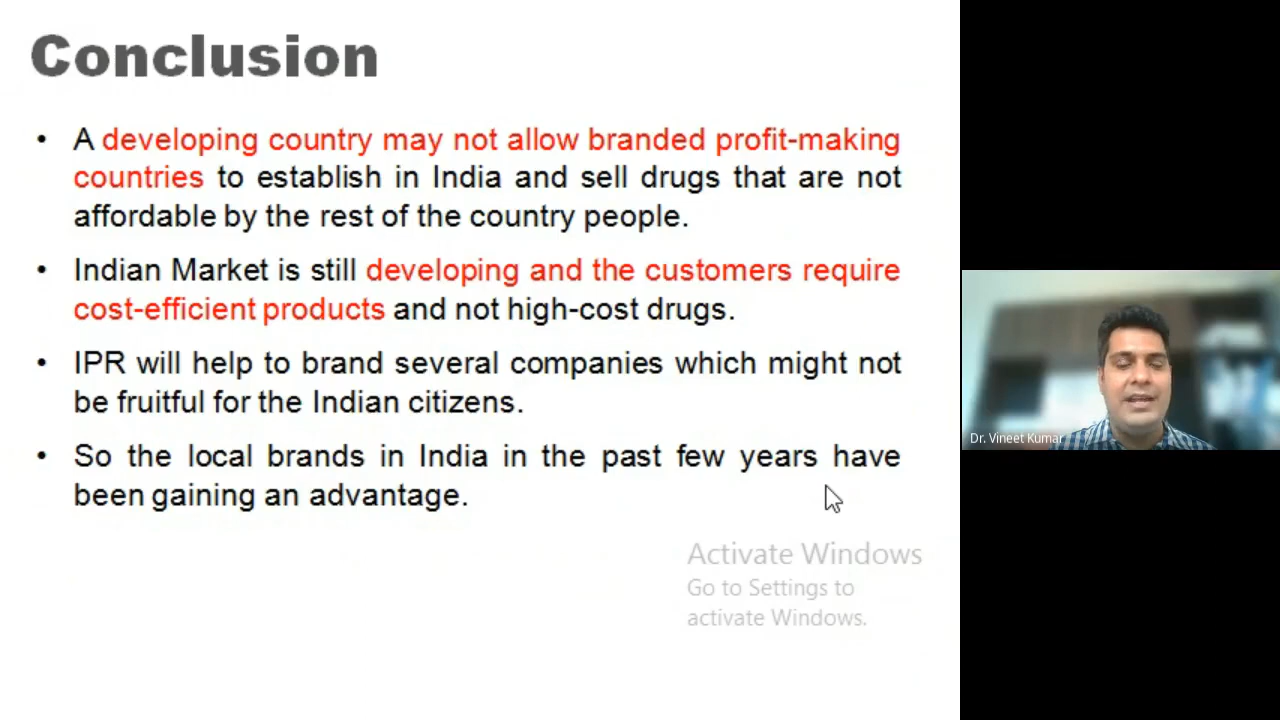 Conclusion
• A developing country may not allow branded profit-making
countries to establish in India and sell drugs that are not
affordable by the rest of the country people.
• Indian Market is still developing and the customers require
cost-efficient products and not high-cost drugs.
• IPR will help to brand several companies which might not
be fruitful for the Indian citizens.
• So the local brands in India in the past few years have
been gaining an advantage.
Activate Windows
Go to Settings to
activate Windows.
Dr. Vineet Kumar